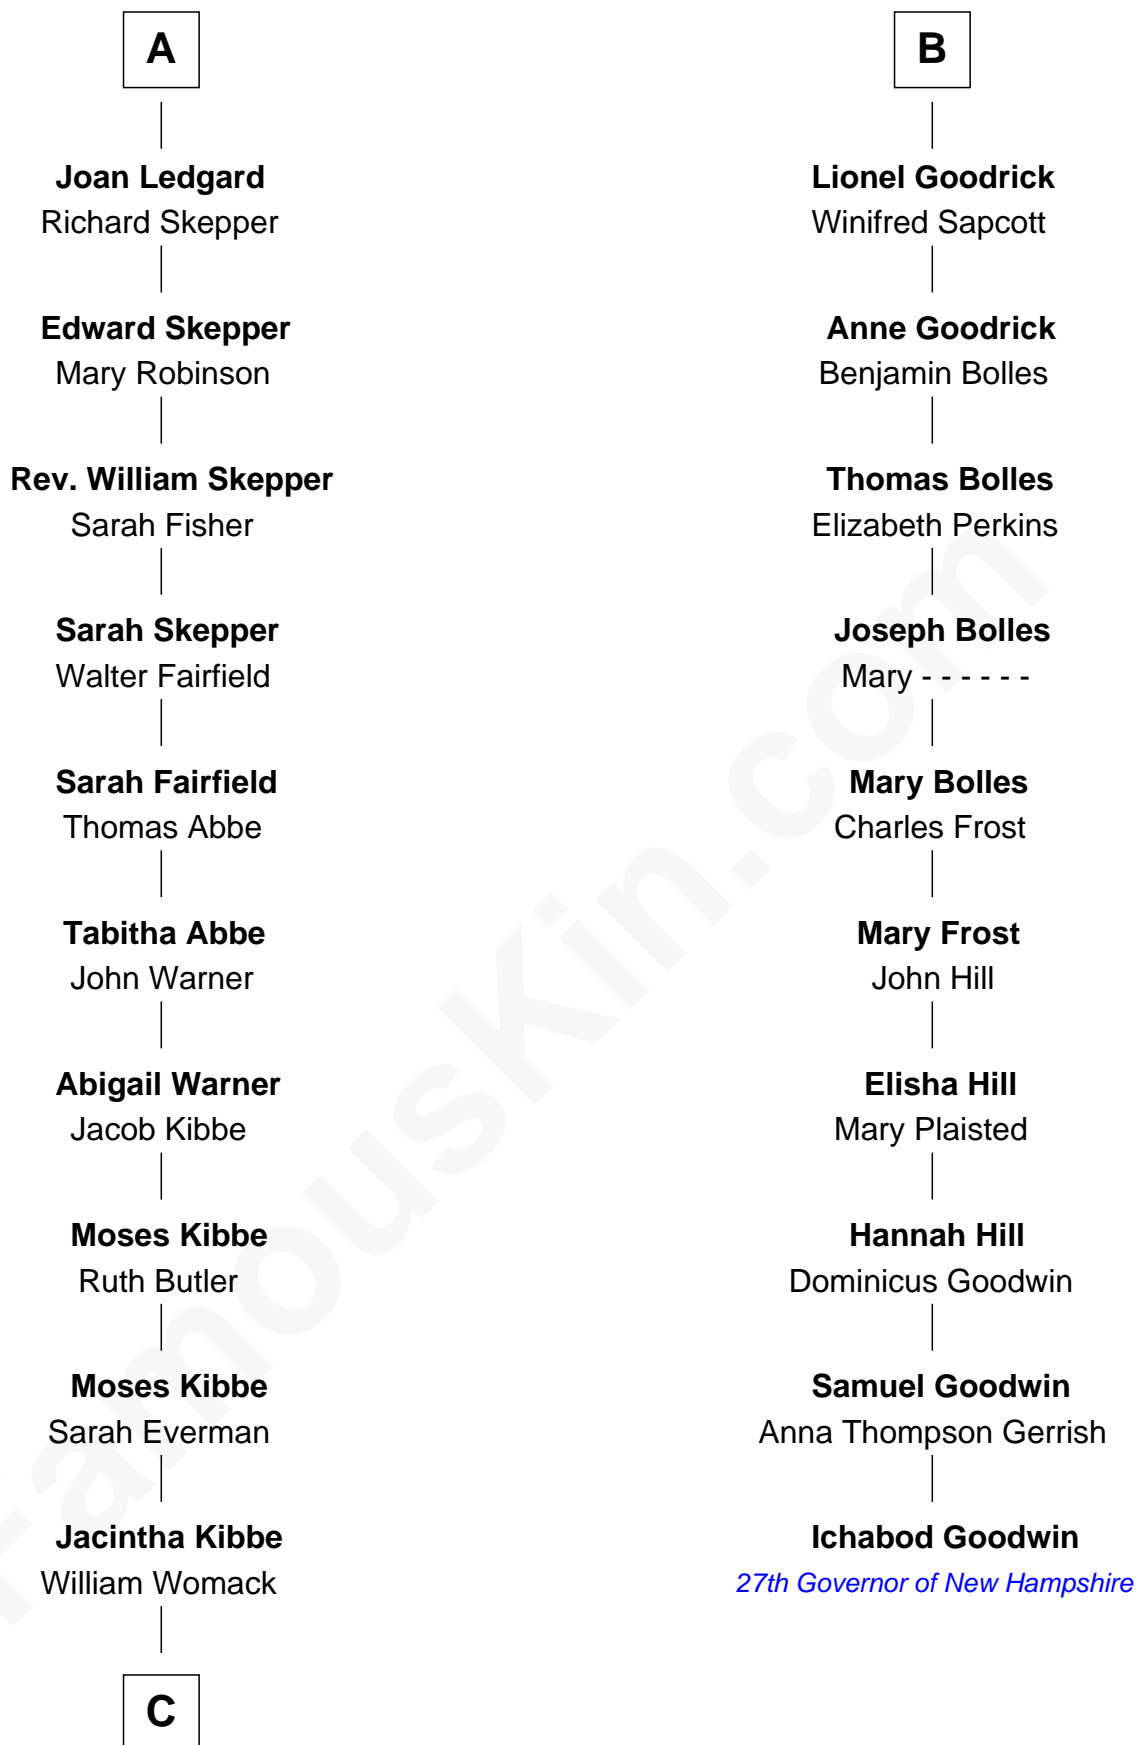 A
Joan Ledgard
Richard Skepper
Edward Skepper
Mary Robinson
Rev. William Skepper
Sarah Fisher
Sarah Skepper
Walter Fairfield
Sarah Fairfield
Thomas Abbe
Tabitha Abbe
John Warner
Abigail Warner
Jacob Kibbe
Moses Kibbe
Ruth Butler
Moses Kibbe
Sarah Everman
Jacintha Kibbe
William Womack
C
B
Lionel Goodrick
Winifred Sapcott
Anne Goodrick
Benjamin Bolles
Thomas Bolles
Elizabeth Perkins
Joseph Bolles
Mary - - - - - -
Mary Bolles
Charles Frost
Mary Frost
John Hill
Elisha Hill
Mary Plaisted
Hannah Hill
Dominicus Goodwin
Samuel Goodwin
Anna Thompson Gerrish
Ichabod Goodwin
27th Governor of New Hampshire
FamousKin.com